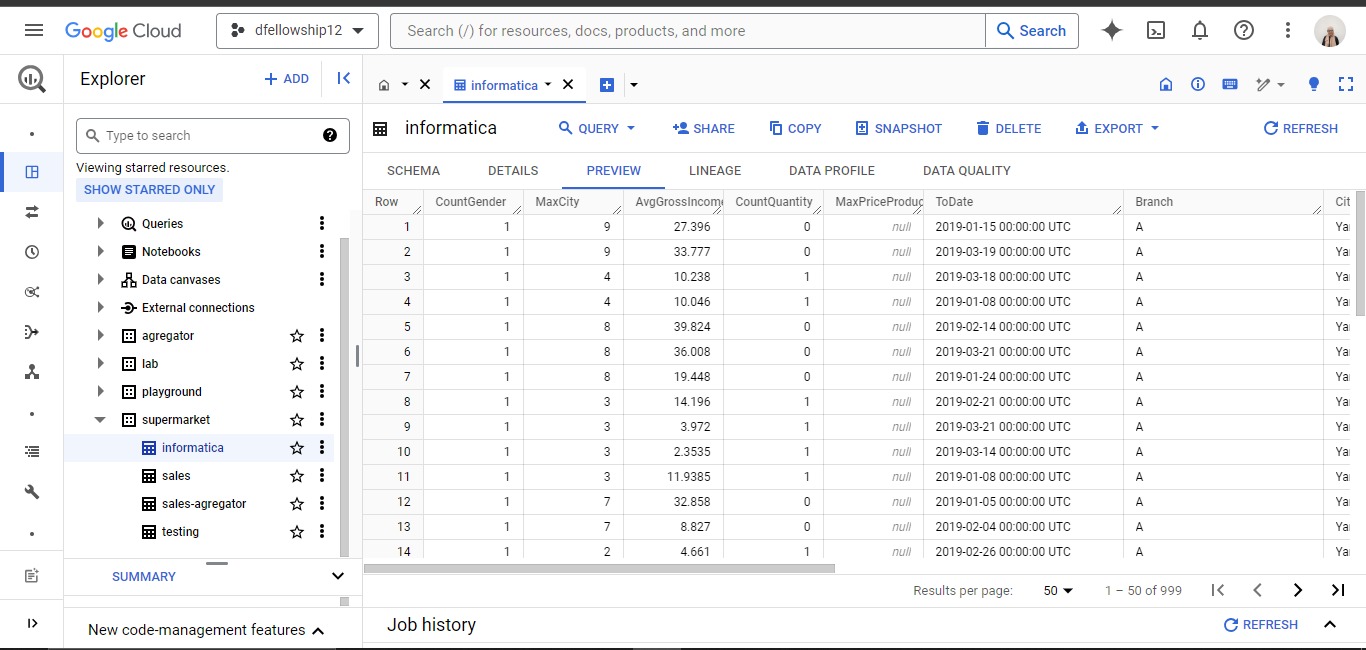 Google Cloud
dfellowship12
Search (/) for resources, docs, products, and more
Search
Explorer
ADD
Type to search
Viewing starred resources.
SHOW STARRED ONLY
Queries
Notebooks
Data canvases
External connections
agregator
lab
playground
supermarket
informatica
sales
sales-agregator
testing
SUMMARY
New code-management features
informatica
informatica
QUERY
SHARE
COPY
SNAPSHOT
DELETE
EXPORT
REFRESH
SCHEMA DETAILS PREVIEW LINEAGE DATA PROFILE DATA QUALITY
Row CountGender MaxCity AvgGrossIncome CountQuantity MaxPriceProduc ToDate Branch Cit
1 1 9 27.396 0 null 2019-01-15 00:00:00 UTC A Ya
2 1 9 33.777 0 null 2019-03-19 00:00:00 UTC A Ya
3 1 4 10.238 1 null 2019-03-18 00:00:00 UTC A Ya
4 1 4 10.046 1 null 2019-01-08 00:00:00 UTC A Ya
5 1 8 39.824 0 null 2019-02-14 00:00:00 UTC A Ya
6 1 8 36.008 0 null 2019-03-21 00:00:00 UTC A Ya
7 1 8 19.448 0 null 2019-01-24 00:00:00 UTC A Ya
8 1 3 14.196 1 null 2019-02-21 00:00:00 UTC A Ya
9 1 3 3.972 1 null 2019-03-21 00:00:00 UTC A Ya
10 1 3 2.3535 1 null 2019-03-14 00:00:00 UTC A Ya
11 1 3 11.9385 1 null 2019-01-08 00:00:00 UTC A Ya
12 1 7 32.858 0 null 2019-01-05 00:00:00 UTC A Ya
13 1 7 8.827 0 null 2019-02-04 00:00:00 UTC A Ya
14 1 2 4.661 1 null 2019-02-26 00:00:00 UTC A Ya
Results per page: 50 1 – 50 of 999
Job history
REFRESH